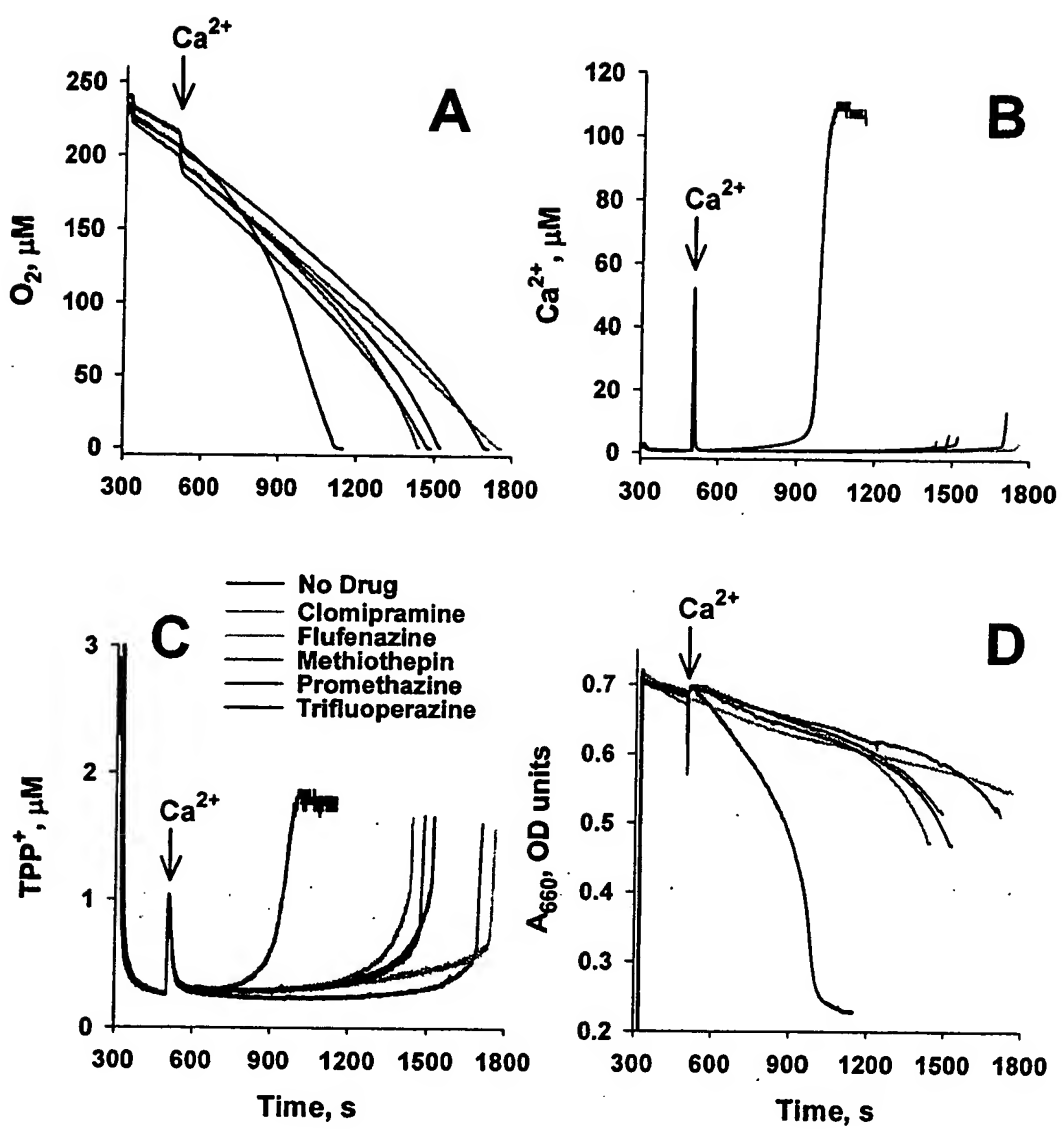 Ca²⁺
A
250
200
150
100
50
0
O₂, μM
300 600 900 1200 1500 1800
Ca²⁺
B
120
100
80
60
40
20
0
Ca²⁺, μM
300 600 900 1200 1500 1800
C
No Drug
Clomipramine
Flufenazine
Methiothepin
Promethazine
Trifluoperazine
Ca²⁺
3
2
1
0
TPP⁺, μM
300 600 900 1200 1500 1800
Time, s
Ca²⁺
D
0.7
0.6
0.5
0.4
0.3
0.2
A₆₆₀, OD units
300 600 900 1200 1500 1800
Time, s